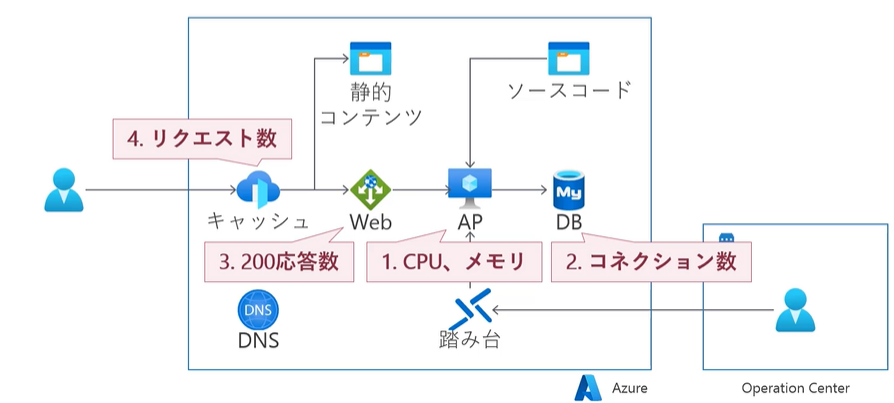 静的
コンテンツ
ソースコード
4. リクエスト数
キャッシュ
Web
AP
My
DB
3. 200応答数
1. CPU、メモリ
2. コネクション数
DNS
DNS
踏み台
Azure
Operation Center